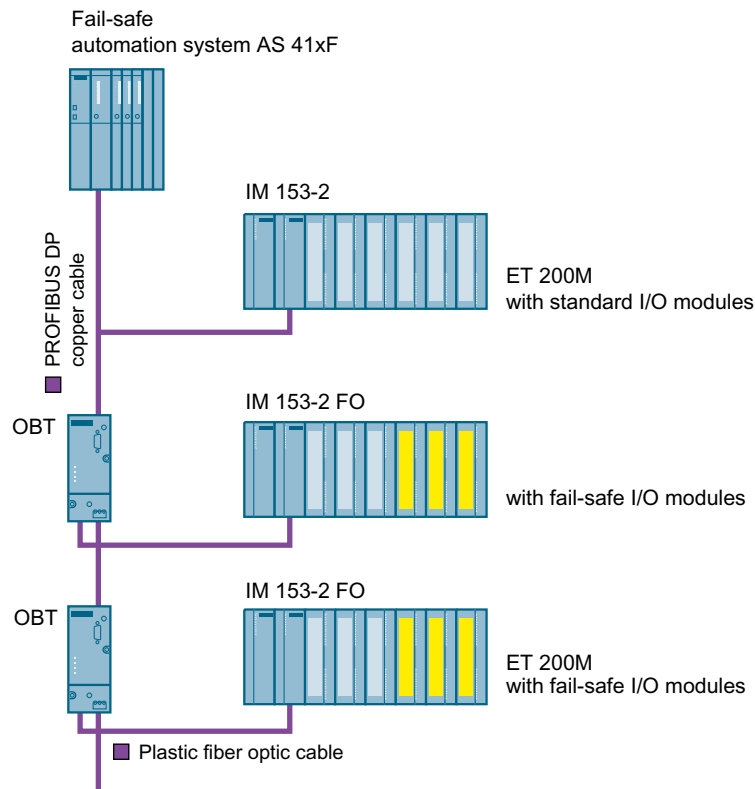 Fail-safe
automation system AS 41xF
IM 153-2
PROFIBUS DP
copper cable
ET 200M
with standard I/O modules
OBT
IM 153-2 FO
with fail-safe I/O modules
OBT
IM 153-2 FO
ET 200M
with fail-safe I/O modules
Plastic fiber optic cable